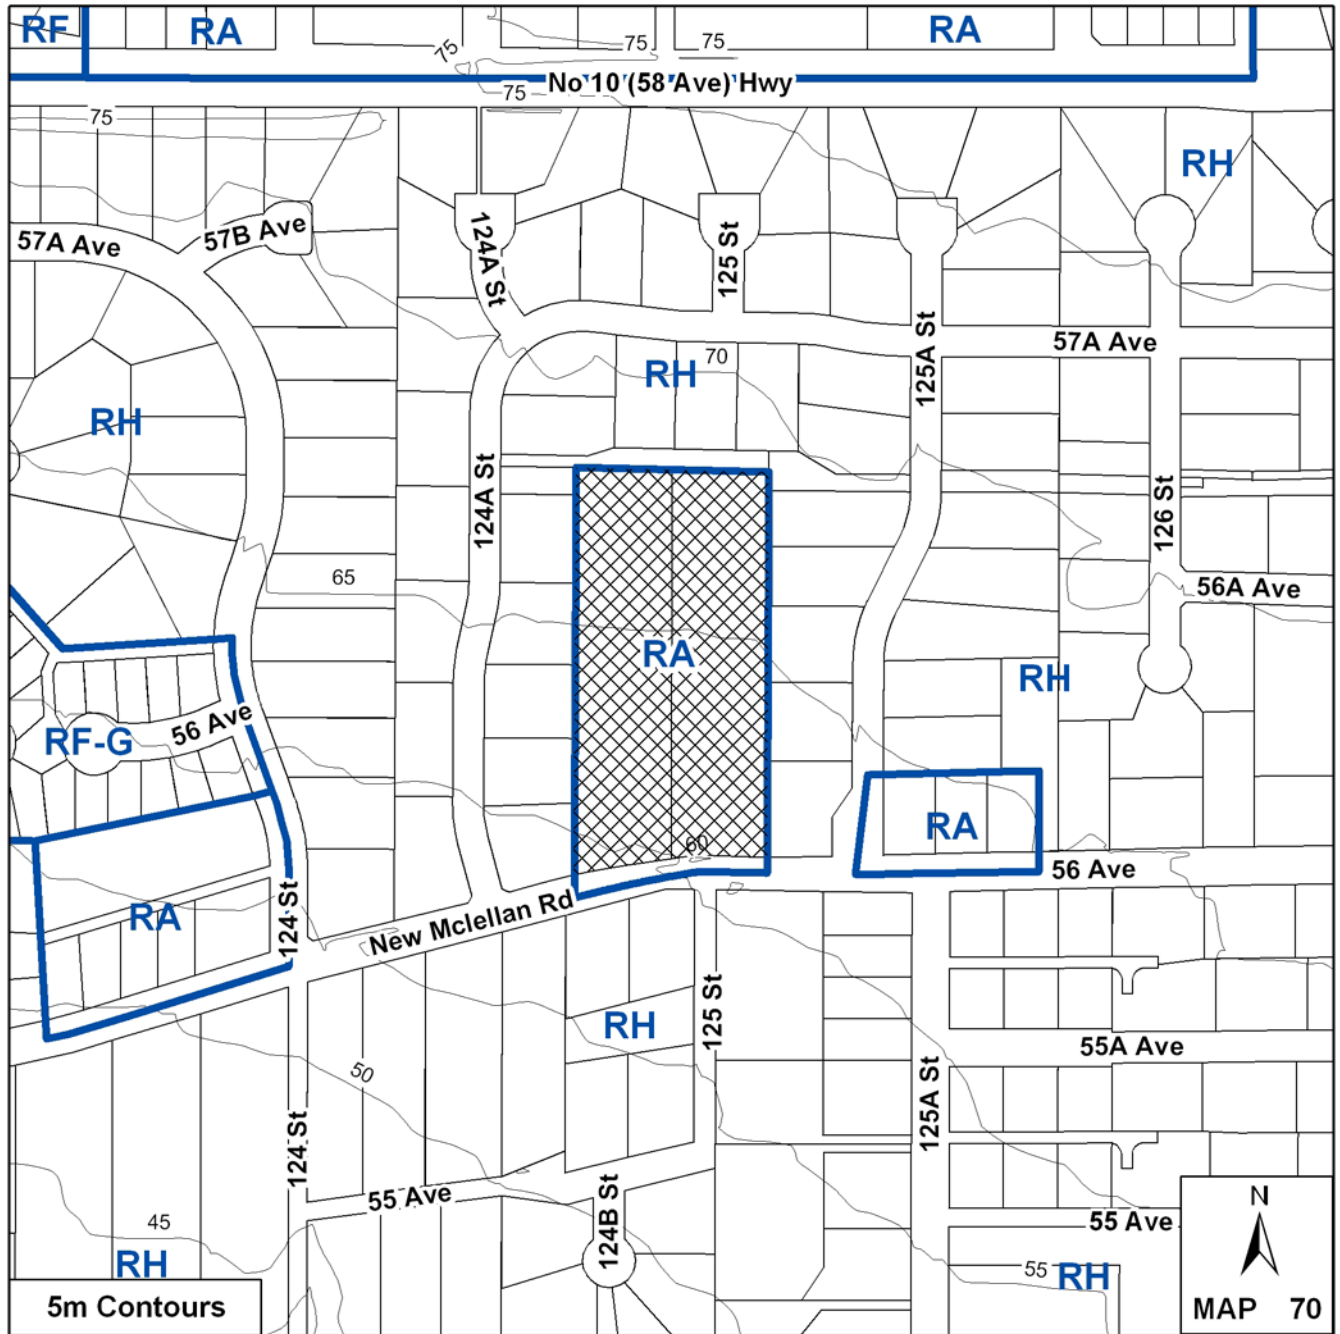 RF
RA
RA
75
75
75
No 10 (58 Ave) Hwy
75
75
RH
57A Ave
57B Ave
124A St
125 St
125A St
57A Ave
70
RH
RH
124A St
126 St
65
56A Ave
RA
RH
56 Ave
RF-G
RA
60
56 Ave
124 St
RA
New Mclellan Rd
125 St
RH
55A Ave
50
125A St
124 St
55 Ave
124B St
45
55 Ave
RH
55
RH
N
5m Contours
MAP 70